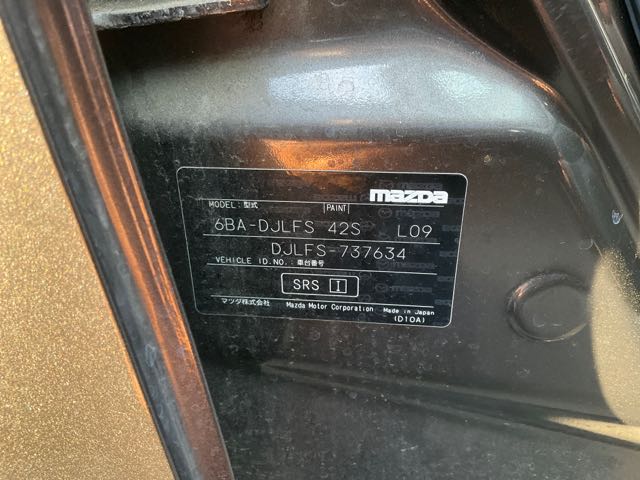 mazda
MODEL:型式 PAINT
6BA-DJLFS 42S L09
DJLFS-737634
VEHICLE ID.NO.:車台番号
SRS I
マツダ株式会社 Mazda Motor Corporation Made in Japan
(D10A)